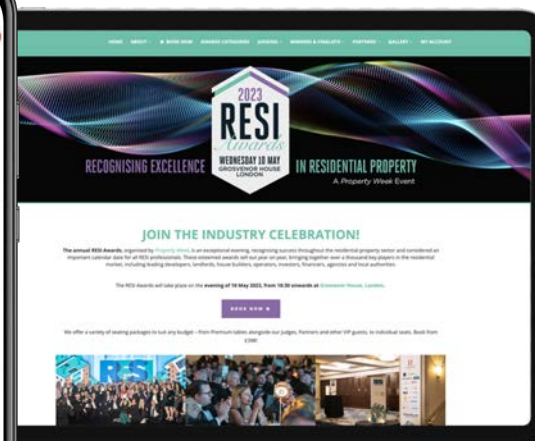 HOME ABOUT BOOK NOW AWARDS CATEGORIES JUDGING WINNERS & FINALISTS PARTNERS GALLERY MY ACCOUNT
2023
RESI
Awards
RECOGNISING EXCELLENCE
WEDNESDAY 10 MAY
GROSVENOR HOUSE
LONDON
IN RESIDENTIAL PROPERTY
A Property Week Event
JOIN THE INDUSTRY CELEBRATION!
The annual RESI Awards, organised by Property Week, is an exceptional evening, recognising success throughout the residential property sector and considered an
important calendar date for all RESI professionals. These esteemed awards sell out year on year, bringing together over a thousand key players in the residential
market, including leading developers, landlords, house builders, operators, investors, financiers, agencies and local authorities.
The RESI Awards will take place on the evening of 10 May 2023, from 18:30 onwards at Grosvenor House, London.
BOOK NOW
We offer a variety of seating packages to suit any budget – from Premium tables alongside our Judges, Partners and other VIP guests, to individual seats. Book from
RESI